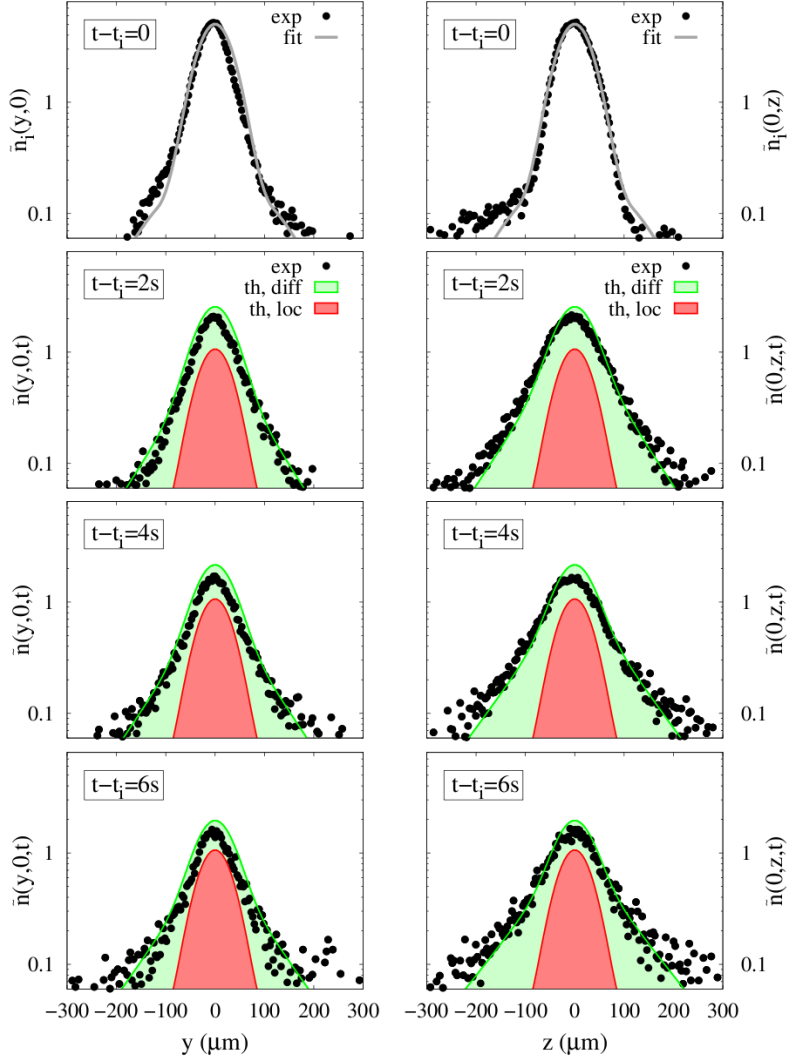 t−t_i=0
exp
fit
t−t_i=0
exp
fit
1
0.1
1
0.1
ñ_i(y,0)
ñ_i(0,z)
t−t_i=2s
exp
th, diff
th, loc
t−t_i=2s
exp
th, diff
th, loc
1
0.1
1
0.1
ñ(y,0,t)
ñ(0,z,t)
t−t_i=4s
t−t_i=4s
1
0.1
1
0.1
ñ(y,0,t)
ñ(0,z,t)
t−t_i=6s
t−t_i=6s
1
0.1
1
0.1
ñ(y,0,t)
ñ(0,z,t)
−300 −200 −100 0 100 200 300
−300 −200 −100 0 100 200 300
y (μm)
z (μm)